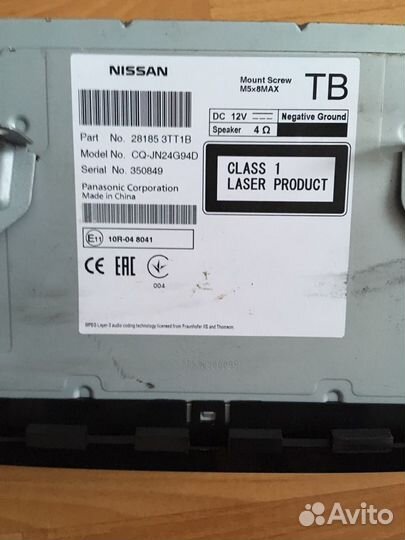 NISSAN
Mount Screw
M5×8MAX
TB
DC 12V
Negative Ground
Speaker 4Ω
Part No. 28185 3TT1B
Model No. CQ-JN24G94D
Serial No. 350849
Panasonic Corporation
Made in China
CLASS 1
LASER PRODUCT
E11 10R-04 8041
CE EAC
004
MPEG Layer-3 audio coding technology licensed from Fraunhofer IIS and Thomson.
Avito